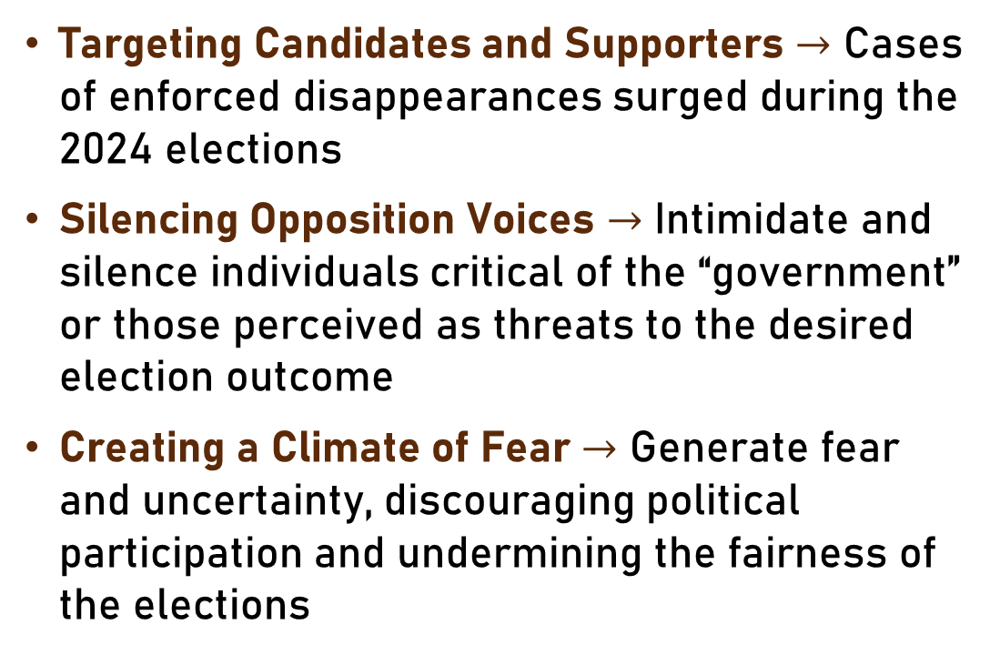 • Targeting Candidates and Supporters → Cases
of enforced disappearances surged during the
2024 elections
• Silencing Opposition Voices → Intimidate and
silence individuals critical of the “government”
or those perceived as threats to the desired
election outcome
• Creating a Climate of Fear → Generate fear
and uncertainty, discouraging political
participation and undermining the fairness of
the elections